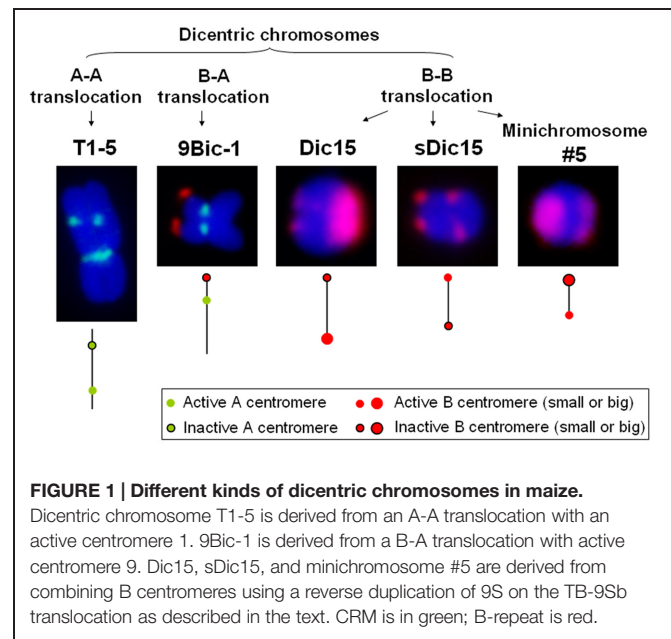 Dicentric chromosomes
A-A
translocation
B-A
translocation
B-B
translocation
T1-5
9Bic-1
Dic15
sDic15
Minichromosome
#5
Active A centromere
Active B centromere (small or big)
Inactive A centromere
Inactive B centromere (small or big)
FIGURE 1 | Different kinds of dicentric chromosomes in maize.
Dicentric chromosome T1-5 is derived from an A-A translocation with an
active centromere 1. 9Bic-1 is derived from a B-A translocation with active
centromere 9. Dic15, sDic15, and minichromosome #5 are derived from
combining B centromeres using a reverse duplication of 9S on the TB-9Sb
translocation as described in the text. CRM is in green; B-repeat is red.